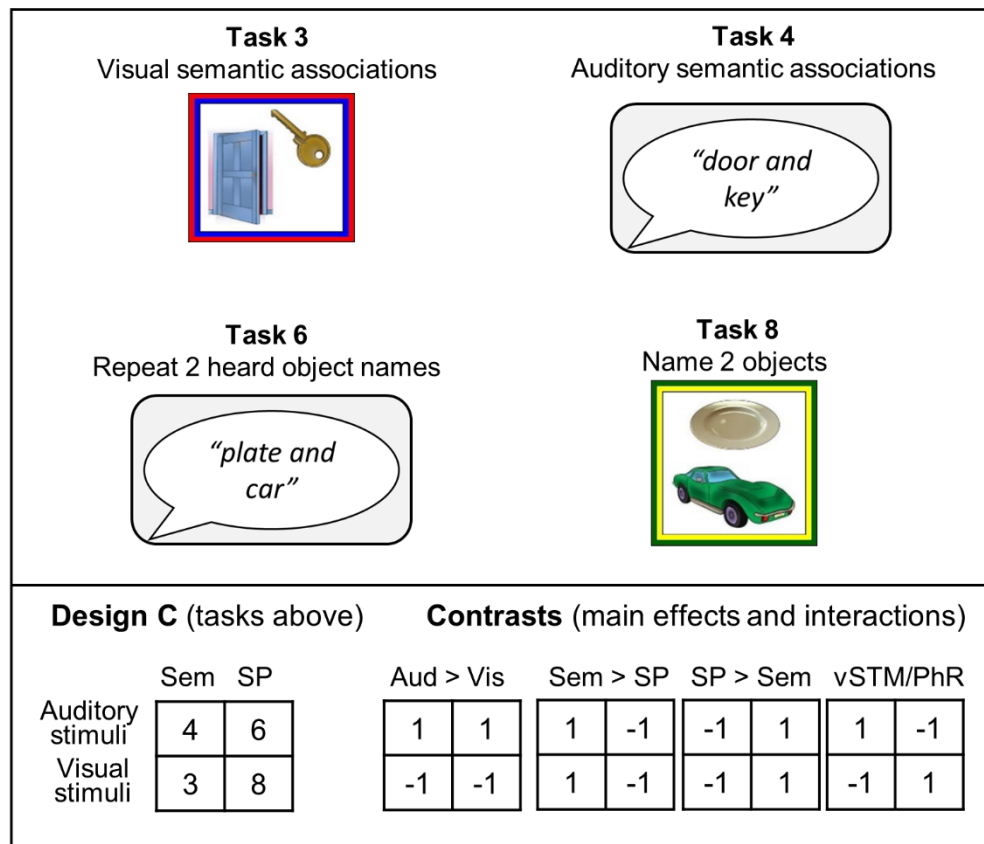 Task 3
Visual semantic associations
Task 4
Auditory semantic associations
“door and
key”
Task 6
Repeat 2 heard object names
“plate and
car”
Task 8
Name 2 objects
Design C (tasks above)
Sem SP
Auditory
stimuli
4 6
Visual
stimuli
3 8
Contrasts (main effects and interactions)
Aud > Vis Sem > SP SP > Sem vSTM/PhR
1 1 1 -1 -1 1 1 -1
-1 -1 1 -1 -1 1 -1 1